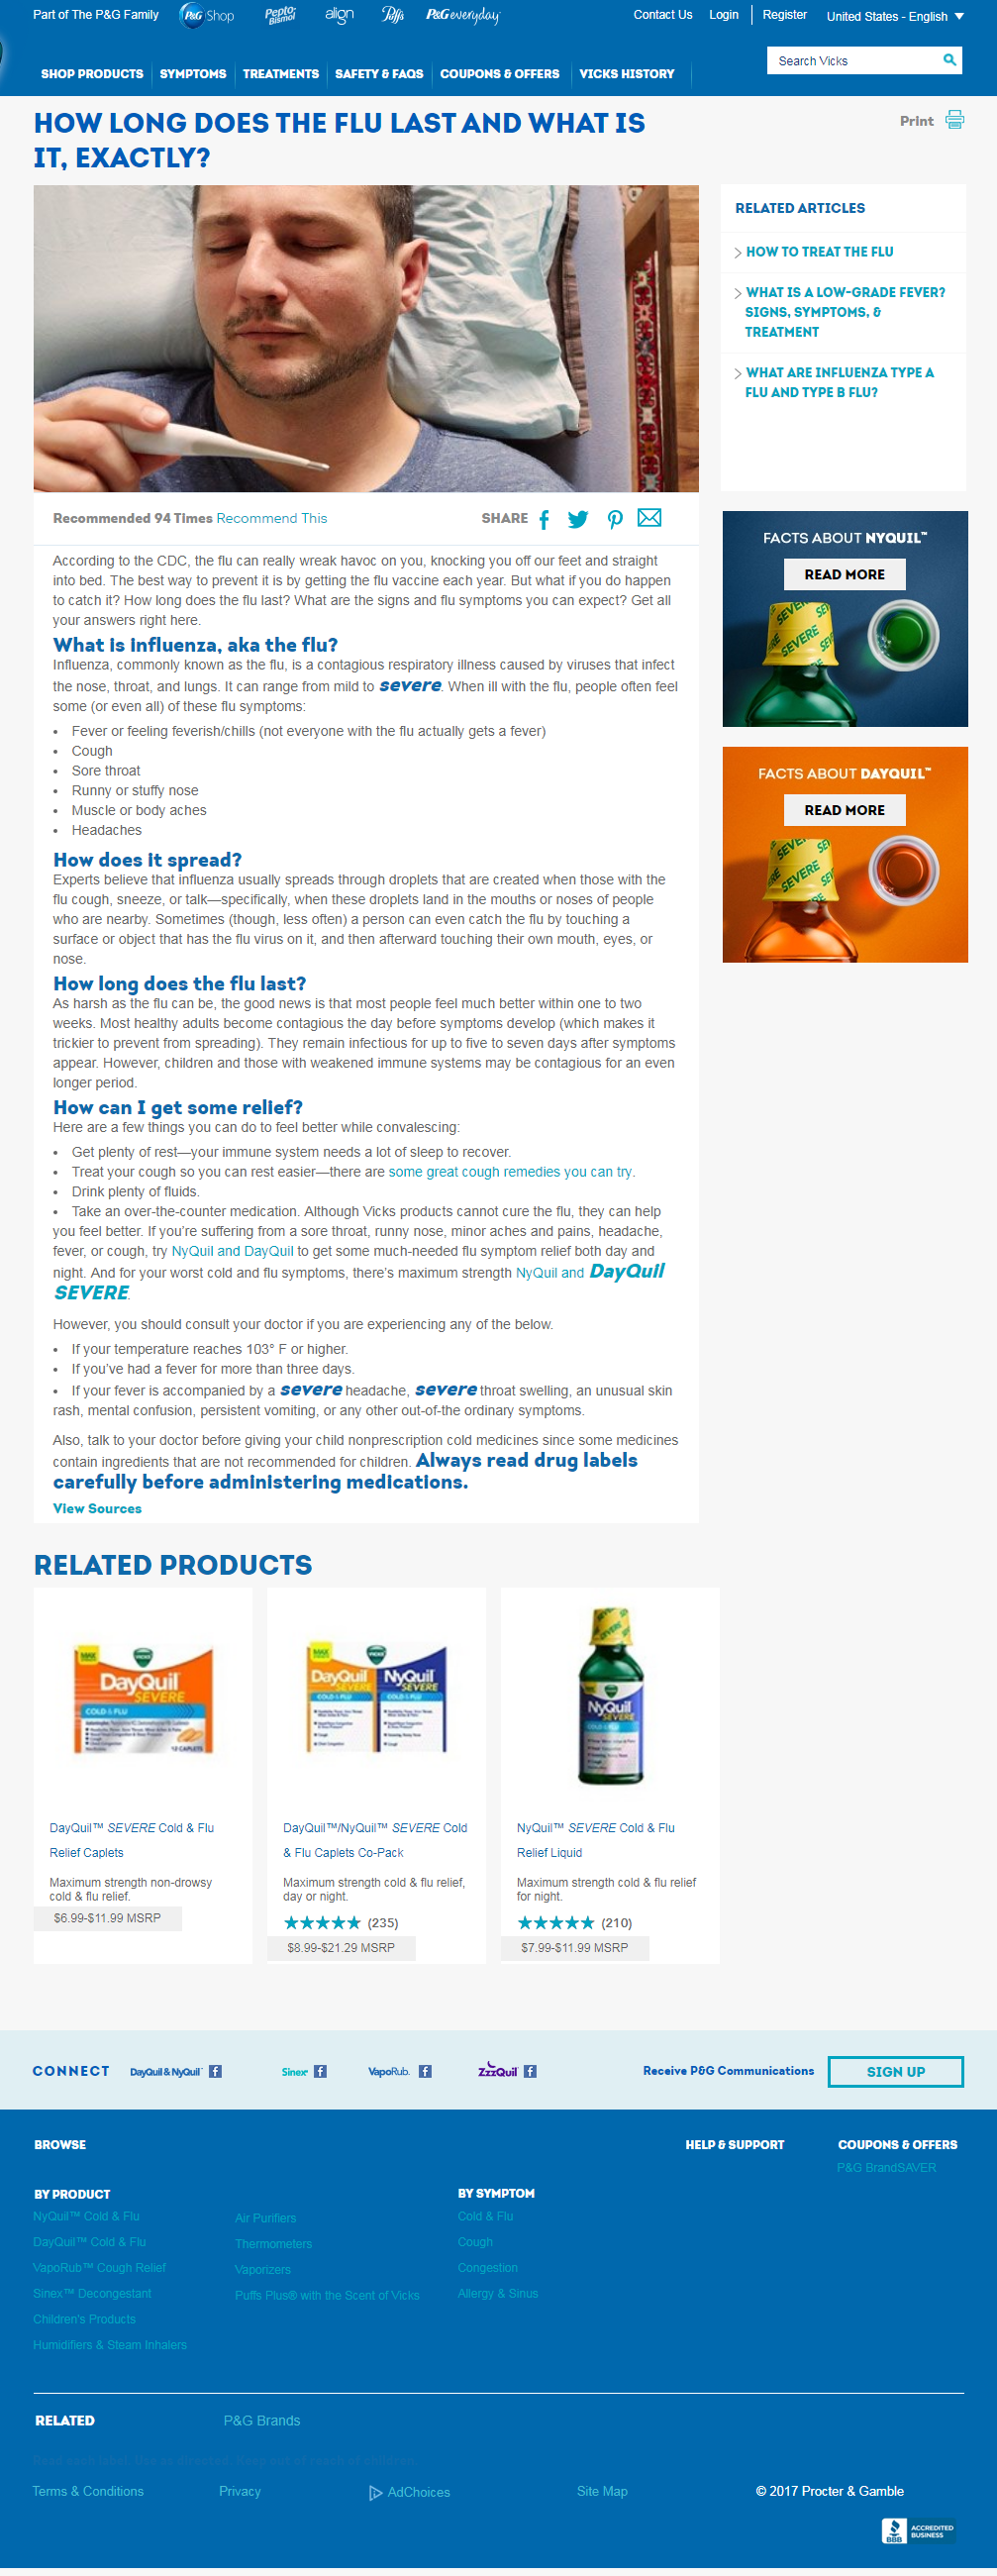 Part of The P&G Family
P&G Shop
Pepto Bismol
align
Puffs
P&G everyday
Contact Us
Login
Register
United States - English
SHOP PRODUCTS
SYMPTOMS
TREATMENTS
SAFETY & FAQS
COUPONS & OFFERS
VICKS HISTORY
Search Vicks
HOW LONG DOES THE FLU LAST AND WHAT IS
IT, EXACTLY?
Print
RELATED ARTICLES
HOW TO TREAT THE FLU
WHAT IS A LOW-GRADE FEVER?
SIGNS, SYMPTOMS, &
TREATMENT
WHAT ARE INFLUENZA TYPE A
FLU AND TYPE B FLU?
Recommended 94 Times Recommend This
SHARE
FACTS ABOUT NYQUIL™
READ MORE
SEVERE
SEVERE
FACTS ABOUT DAYQUIL™
READ MORE
SEVERE
SEVERE
According to the CDC, the flu can really wreak havoc on you, knocking you off our feet and straight
into bed. The best way to prevent it is by getting the flu vaccine each year. But what if you do happen
to catch it? How long does the flu last? What are the signs and flu symptoms you can expect? Get all
your answers right here.
What is influenza, aka the flu?
Influenza, commonly known as the flu, is a contagious respiratory illness caused by viruses that infect
the nose, throat, and lungs. It can range from mild to severe. When ill with the flu, people often feel
some (or even all) of these flu symptoms:
• Fever or feeling feverish/chills (not everyone with the flu actually gets a fever)
• Cough
• Sore throat
• Runny or stuffy nose
• Muscle or body aches
• Headaches
How does it spread?
Experts believe that influenza usually spreads through droplets that are created when those with the
flu cough, sneeze, or talk—specifically, when these droplets land in the mouths or noses of people
who are nearby. Sometimes (though, less often) a person can even catch the flu by touching a
surface or object that has the flu virus on it, and then afterward touching their own mouth, eyes, or
nose.
How long does the flu last?
As harsh as the flu can be, the good news is that most people feel much better within one to two
weeks. Most healthy adults become contagious the day before symptoms develop (which makes it
trickier to prevent from spreading). They remain infectious for up to five to seven days after symptoms
appear. However, children and those with weakened immune systems may be contagious for an even
longer period.
How can I get some relief?
Here are a few things you can do to feel better while convalescing:
• Get plenty of rest—your immune system needs a lot of sleep to recover.
• Treat your cough so you can rest easier—there are some great cough remedies you can try.
• Drink plenty of fluids.
• Take an over-the-counter medication. Although Vicks products cannot cure the flu, they can help
you feel better. If you're suffering from a sore throat, runny nose, minor aches and pains, headache,
fever, or cough, try NyQuil and DayQuil to get some much-needed flu symptom relief both day and
night. And for your worst cold and flu symptoms, there's maximum strength NyQuil and DayQuil
SEVERE.
However, you should consult your doctor if you are experiencing any of the below.
• If your temperature reaches 103° F or higher.
• If you've had a fever for more than three days.
• If your fever is accompanied by a severe headache, severe throat swelling, an unusual skin
rash, mental confusion, persistent vomiting, or any other out-of-the ordinary symptoms.
Also, talk to your doctor before giving your child nonprescription cold medicines since some medicines
contain ingredients that are not recommended for children. Always read drug labels
carefully before administering medications.
View Sources
RELATED PRODUCTS
MAX
VICKS
DayQuil
SEVERE
COLD & FLU
12 CAPLETS
MAX
VICKS
DayQuil NyQuil
SEVERE SEVERE
COLD & FLU COLD & FLU
NyQuil
SEVERE
COLD & FLU
DayQuil™ SEVERE Cold & Flu
Relief Caplets
Maximum strength non-drowsy
cold & flu relief.
$6.99-$11.99 MSRP
DayQuil™/NyQuil™ SEVERE Cold
& Flu Caplets Co-Pack
Maximum strength cold & flu relief,
day or night.
(235)
$8.99-$21.29 MSRP
NyQuil™ SEVERE Cold & Flu
Relief Liquid
Maximum strength cold & flu relief
for night.
(210)
$7.99-$11.99 MSRP
CONNECT
DayQuil & NyQuil
Sinex
VapoRub
ZzzQuil
Receive P&G Communications
SIGN UP
BROWSE
HELP & SUPPORT
COUPONS & OFFERS
P&G BrandSAVER
BY PRODUCT
NyQuil™ Cold & Flu
DayQuil™ Cold & Flu
VapoRub™ Cough Relief
Sinex™ Decongestant
Children's Products
Humidifiers & Steam Inhalers
Air Purifiers
Thermometers
Vaporizers
Puffs Plus® with the Scent of Vicks
BY SYMPTOM
Cold & Flu
Cough
Congestion
Allergy & Sinus
RELATED
P&G Brands
Terms & Conditions
Privacy
AdChoices
Site Map
© 2017 Procter & Gamble
BBB
ACCREDITED
BUSINESS